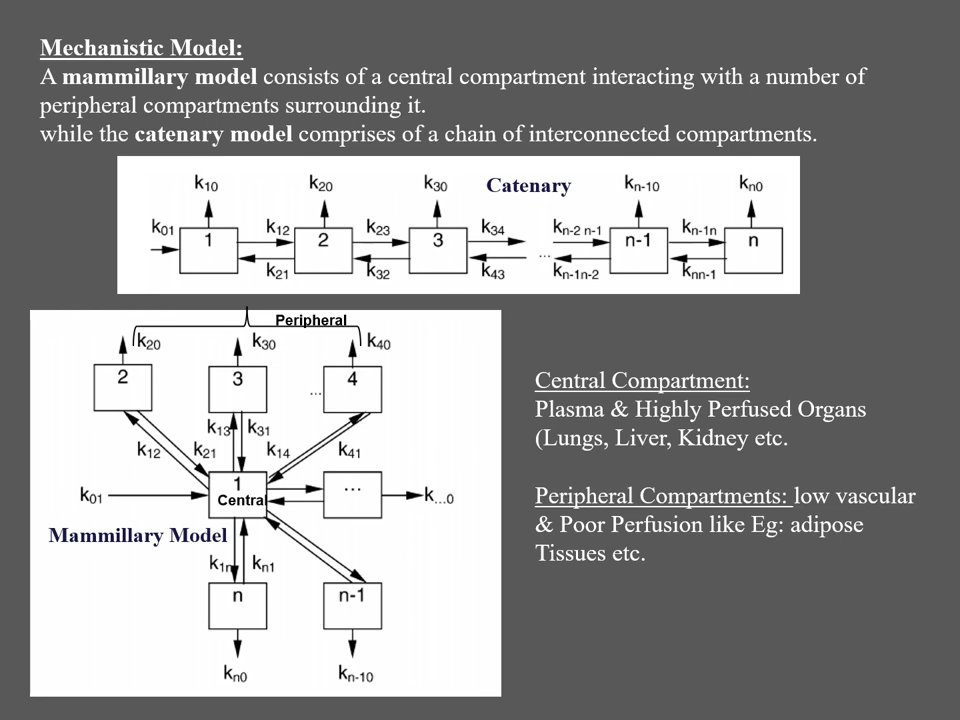 Mechanistic Model:
A mammillary model consists of a central compartment interacting with a number of
peripheral compartments surrounding it.
while the catenary model comprises of a chain of interconnected compartments.
k10 k20 k30 Catenary kn-10 kn0
k01 1 k12 2 k23 3 k34 kn-2 n-1 n-1 kn-1n n
k21 k32 k43 ... kn-1n-2 knn-1
Peripheral
k20 k30 k40
2 3 ... 4
k13 k31
k12 k21 k14 k41
k01 1 ... k...0
Central
Mammillary Model
k1n kn1
n n-1
kn0 kn-10
Central Compartment:
Plasma & Highly Perfused Organs
(Lungs, Liver, Kidney etc.
Peripheral Compartments: low vascular
& Poor Perfusion like Eg: adipose
Tissues etc.